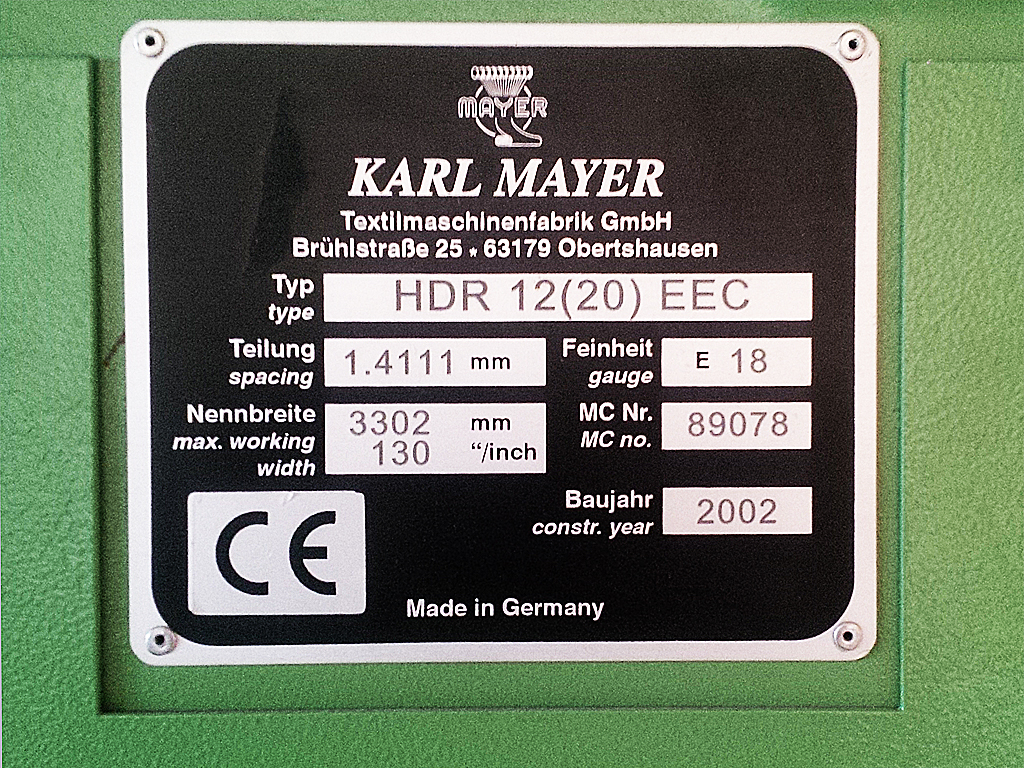 MAYER
KARL MAYER
Textilmaschinenfabrik GmbH
Brühlstraße 25 * 63179 Obertshausen
Typ
type
HDR 12(20) EEC
Teilung
spacing
1.4111 mm
Feinheit
gauge
E 18
Nennbreite
max. working
width
3302 mm
130 “/inch
MC Nr.
MC no.
89078
Baujahr
constr. year
2002
CE
Made in Germany